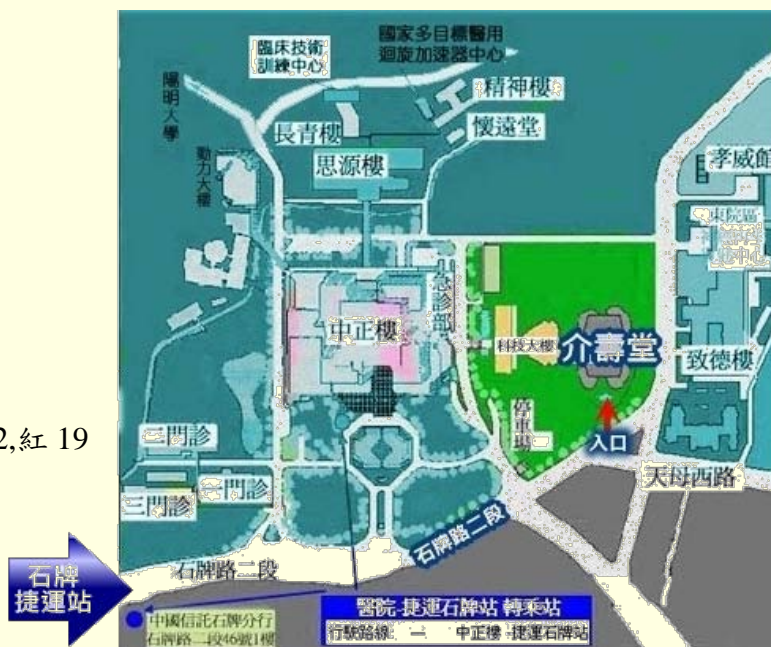 國家多目標醫用
迴旋加速器中心
臨床技術
訓練中心
陽明大學
精神樓
長青樓
懷遠堂
動力大樓
思源樓
孝威館
東院區
急診部
中正樓
科技大樓
介壽堂
致德樓
停車場
入口
2,紅 19
二門診
三門診
一門診
天母西路
石牌路二段
石牌路二段
石牌
捷運站
中國信託石牌分行
石牌路二段46號1樓
醫院-捷運石牌站 轉乘站
行駛路線 — 中正樓-捷運石牌站